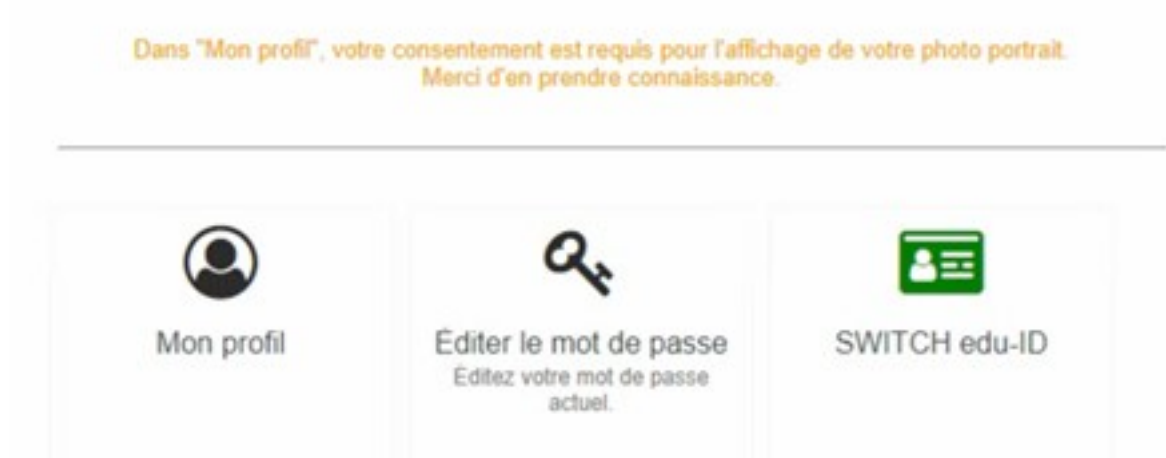 Dans "Mon profil", votre consentement est requis pour l'affichage de votre photo portrait.
Merci d'en prendre connaissance.
Mon profil
Éditer le mot de passe
Editez votre mot de passe
actuel.
SWITCH edu-ID